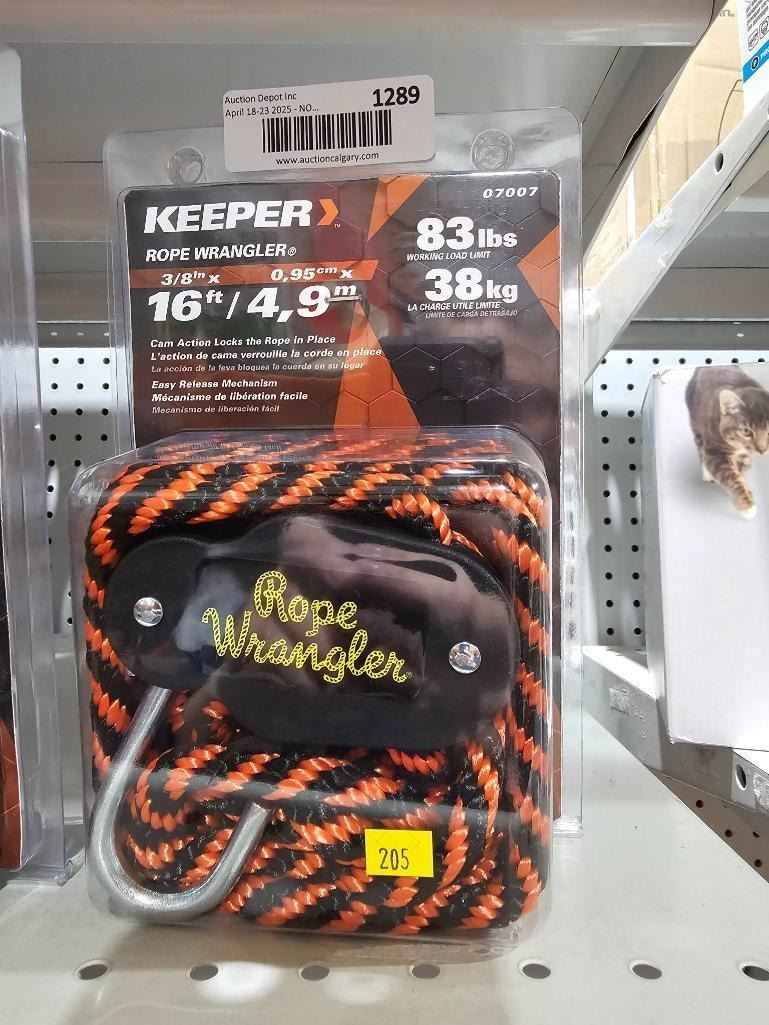 Auction Depot Inc
1289
April 18-23 2025 - NO...
www.auctioncalgary.com
07007
KEEPER
™
ROPE WRANGLER®
3/8in x 0,95cm x
16ft / 4,9m
83lbs
WORKING LOAD LIMIT
38kg
LA CHARGE UTILE LIMITE
LÍMITE DE CARGA DE TRABAJO
Cam Action Locks the Rope in Place
L'action de came verrouille la corde en place
La acción de la leva bloquea la cuerda en su lugar
Easy Release Mechanism
Mécanisme de libération facile
Mecanismo de liberación fácil
Rope
Wrangler®
205